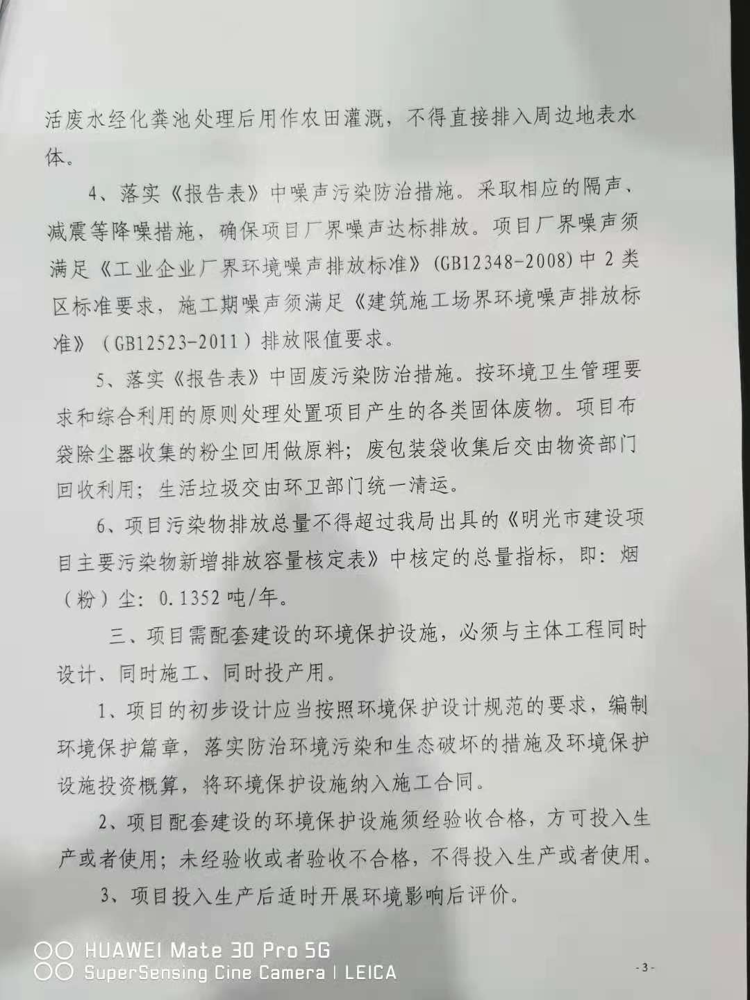 活废水经化粪池处理后用作农田灌溉，不得直接排入周边地表水
体。
4、落实《报告表》中噪声污染防治措施。采取相应的隔声、
减震等降噪措施，确保项目厂界噪声达标排放。项目厂界噪声须
满足《工业企业厂界环境噪声排放标准》(GB12348-2008)中 2 类
区标准要求，施工期噪声须满足《建筑施工场界环境噪声排放标
准》（GB12523-2011）排放限值要求。
5、落实《报告表》中固废污染防治措施。按环境卫生管理要
求和综合利用的原则处理处置项目产生的各类固体废物。项目布
袋除尘器收集的粉尘回用做原料；废包装袋收集后交由物资部门
回收利用；生活垃圾交由环卫部门统一清运。
6、项目污染物排放总量不得超过我局出具的《明光市建设项
目主要污染物新增排放容量核定表》中核定的总量指标，即：烟
（粉）尘：0.1352 吨/年。
三、项目需配套建设的环境保护设施，必须与主体工程同时
设计、同时施工、同时投产用。
1、项目的初步设计应当按照环境保护设计规范的要求，编制
环境保护篇章，落实防治环境污染和生态破坏的措施及环境保护
设施投资概算，将环境保护设施纳入施工合同。
2、项目配套建设的环境保护设施须经验收合格，方可投入生
产或者使用；未经验收或者验收不合格，不得投入生产或者使用。
3、项目投入生产后适时开展环境影响后评价。
HUAWEI Mate 30 Pro 5G
SuperSensing Cine Camera | LEICA
- 3 -